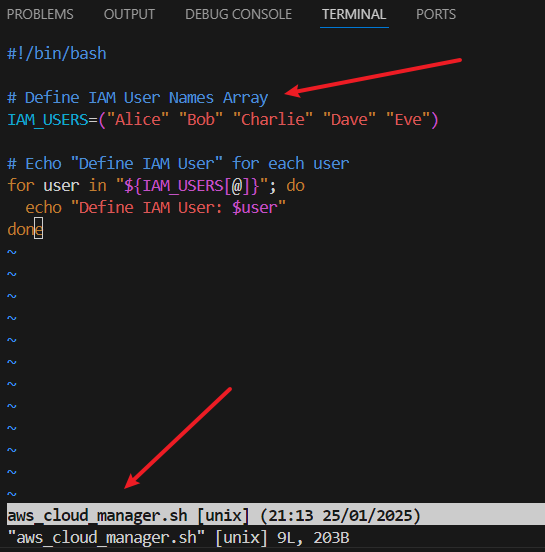 PROBLEMS OUTPUT DEBUG CONSOLE TERMINAL PORTS
#!/bin/bash
# Define IAM User Names Array
IAM_USERS=("Alice" "Bob" "Charlie" "Dave" "Eve")
# Echo "Define IAM User" for each user
for user in "${IAM_USERS[@]}"; do
  echo "Define IAM User: $user"
done
~
~
~
~
~
~
~
~
~
~
~
~
aws_cloud_manager.sh [unix] (21:13 25/01/2025)
"aws_cloud_manager.sh" [unix] 9L, 203B